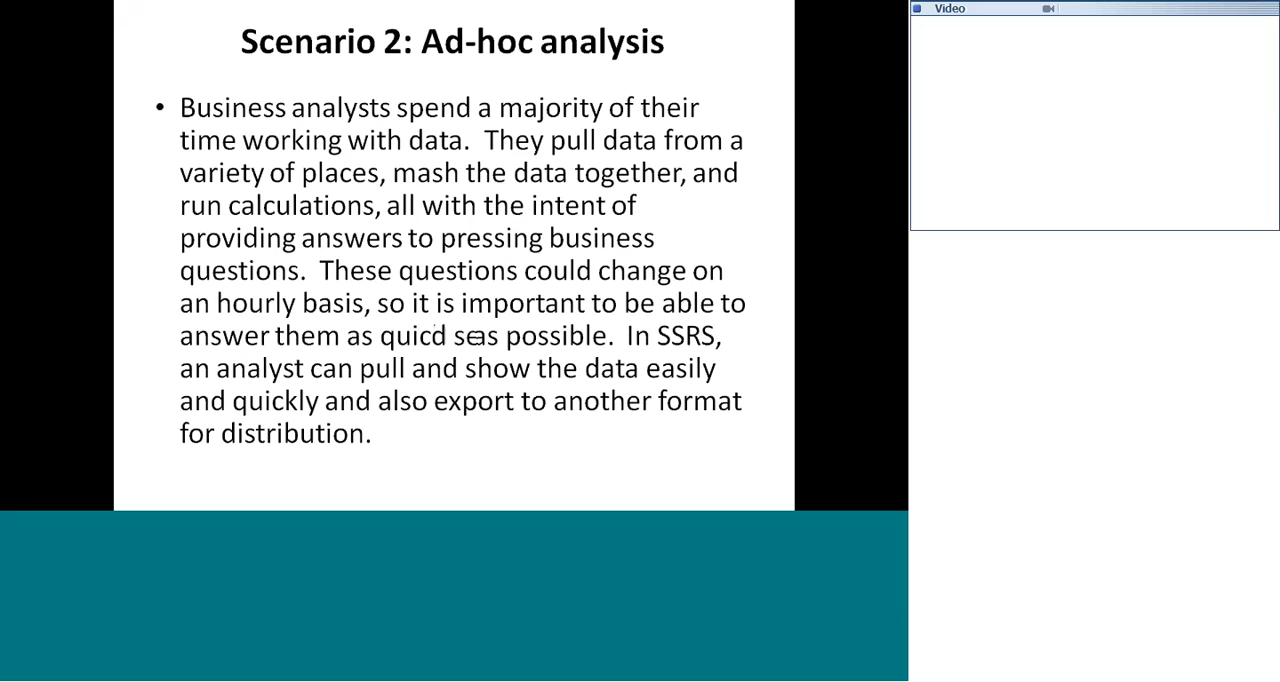 Scenario 2: Ad-hoc analysis
• Business analysts spend a majority of their
time working with data.  They pull data from a
variety of places, mash the data together, and
run calculations, all with the intent of
providing answers to pressing business
questions.  These questions could change on
an hourly basis, so it is important to be able to
answer them as possible.  In SSRS,
an analyst can pull and show the data easily
and quickly and also export to another format
for distribution.
Video